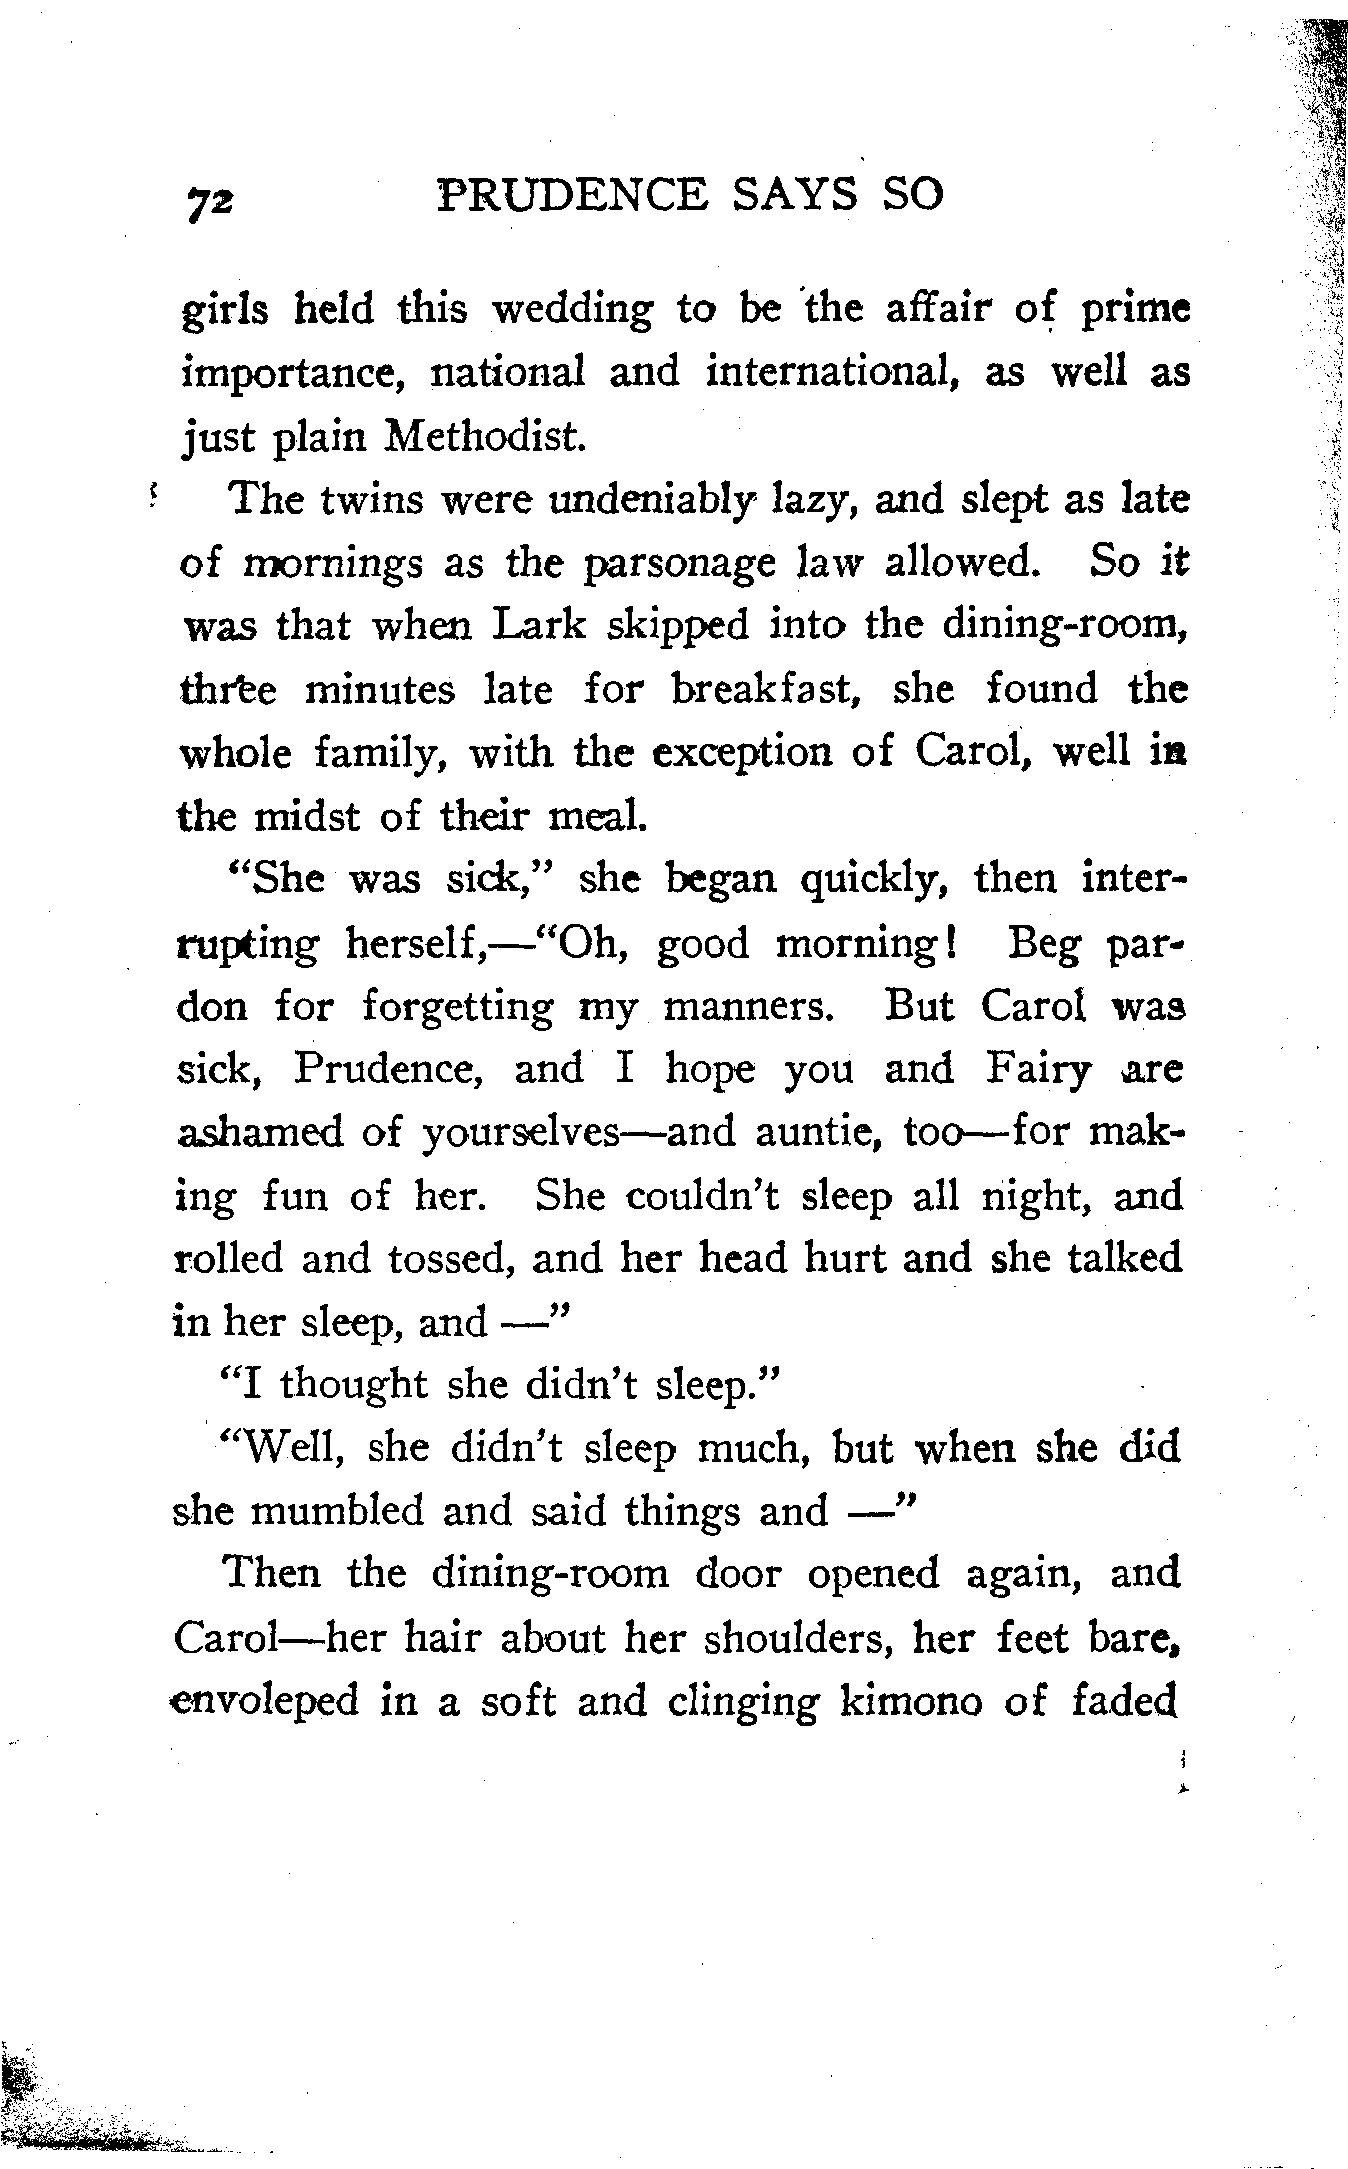 72 PRUDENCE SAYS SO
girls held this wedding to be the affair of prime
importance, national and international, as well as
just plain Methodist.
The twins were undeniably lazy, and slept as late
of mornings as the parsonage law allowed. So it
was that when Lark skipped into the dining-room,
three minutes late for breakfast, she found the
whole family, with the exception of Carol, well in
the midst of their meal.
“She was sick,” she began quickly, then inter-
rupting herself,—“Oh, good morning! Beg par-
don for forgetting my manners. But Carol was
sick, Prudence, and I hope you and Fairy are
ashamed of yourselves—and auntie, too—for mak-
ing fun of her. She couldn't sleep all night, and
rolled and tossed, and her head hurt and she talked
in her sleep, and —”
“I thought she didn't sleep.”
“Well, she didn't sleep much, but when she did
she mumbled and said things and —”
Then the dining-room door opened again, and
Carol—her hair about her shoulders, her feet bare,
envoleped in a soft and clinging kimono of faded